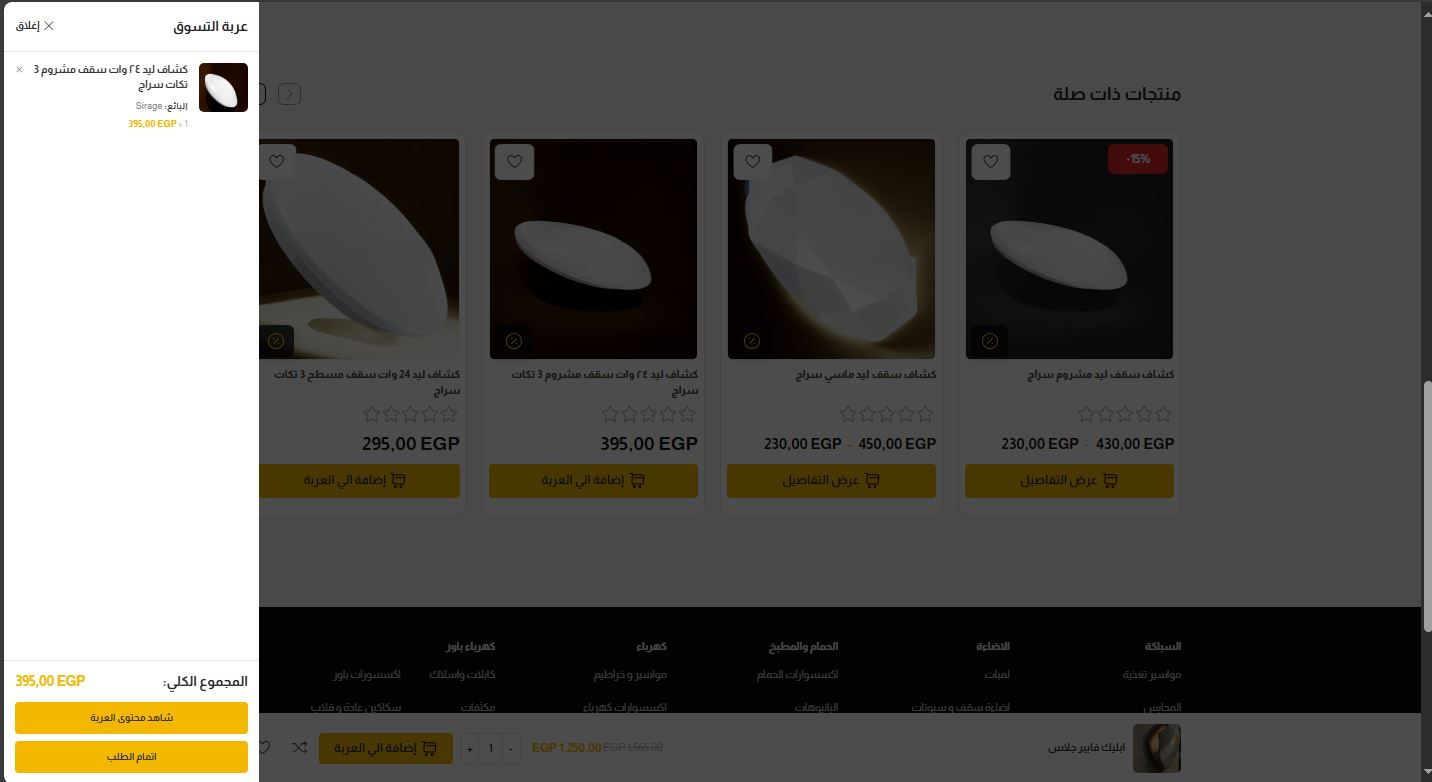 عربة التسوق
إغلاق
كشاف ليد ٢٤ وات سقف مشروم 3
تكات سراج
البائع: Sirage
1 × 395,00 EGP
المجموع الكلي: 395,00 EGP
شاهد محتوى العربة
اتمام الطلب
منتجات ذات صلة
-15%
كشاف سقف ليد مشروم سراج
230,00 EGP – 430,00 EGP
عرض التفاصيل
كشاف سقف ليد ماسي سراج
230,00 EGP – 450,00 EGP
عرض التفاصيل
كشاف ليد ٢٤ وات سقف مشروم 3 تكات
سراج
395,00 EGP
إضافة الي العربة
كشاف ليد 24 وات سقف مسطح 3 تكات
سراج
295,00 EGP
إضافة الي العربة
السباكة
مواسير تغذية
المحابس
الاضاءة
لمبات
اضاءة سقف و سبوتات
الحمام والمطبخ
اكسسوارات الحمام
البانيوهات
كهرباء
مواسير و خراطيم
اكسسوارات كهرباء
كهرباء باور
كابلات واسلاك
اكسسورات باور
مكثفات
سكاكين عادة و قلاب
ابليك فايبر جلاس
EGP 1.565,00 EGP 1.250,00
- 1 +
إضافة الي العربة